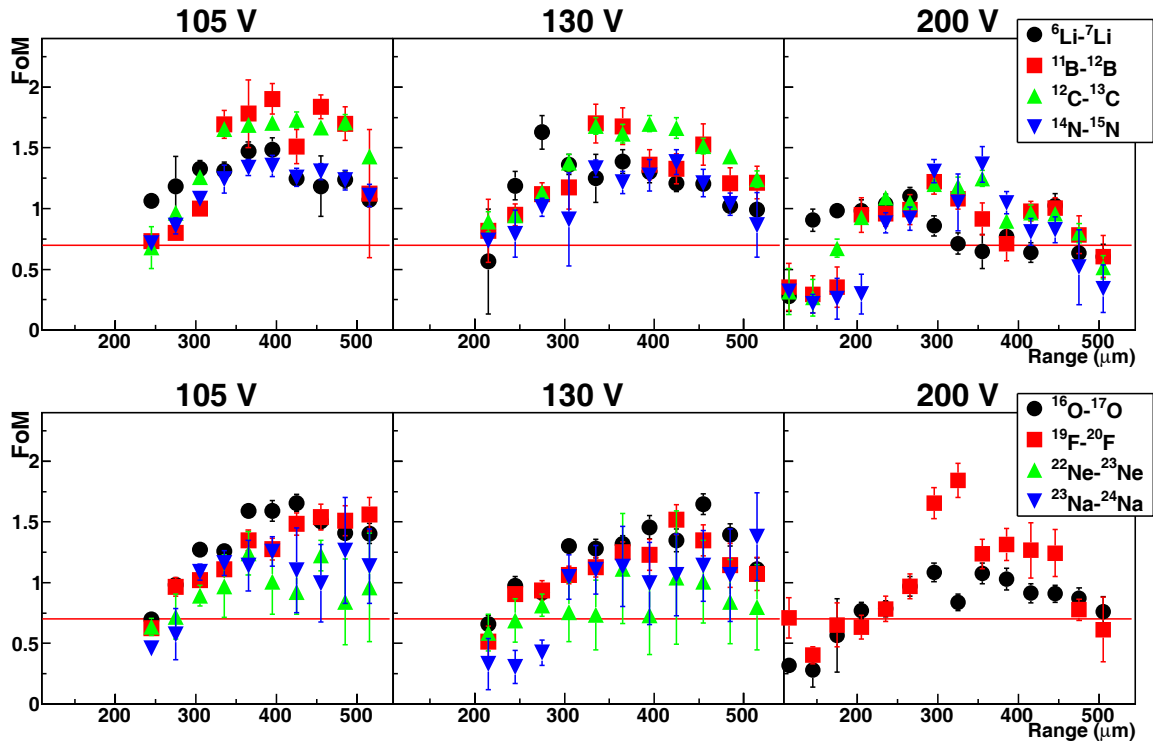 105 V 130 V 200 V
FoM
2
1.5
1
0.5
0
⁶Li-⁷Li
¹¹B-¹²B
¹²C-¹³C
¹⁴N-¹⁵N
200 300 400 500 200 300 400 500 200 300 400 500
Range (μm)
105 V 130 V 200 V
FoM
2
1.5
1
0.5
0
¹⁶O-¹⁷O
¹⁹F-²⁰F
²²Ne-²³Ne
²³Na-²⁴Na
200 300 400 500 200 300 400 500 200 300 400 500
Range (μm)